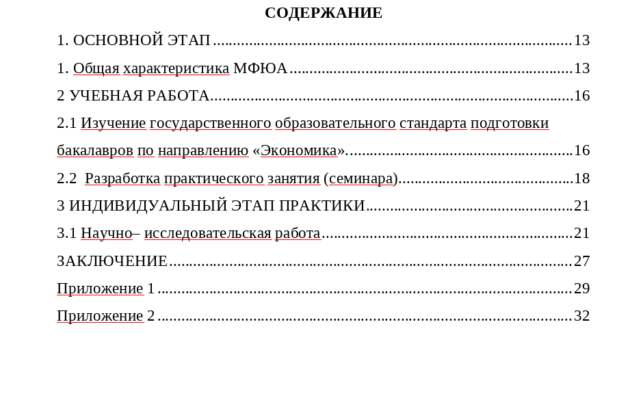 СОДЕРЖАНИЕ
1. ОСНОВНОЙ ЭТАП.............................................................................................13
1. Общая характеристика МФЮА.........................................................................13
2 УЧЕБНАЯ РАБОТА..............................................................................................16
2.1 Изучение государственного образовательного стандарта подготовки
бакалавров по направлению «Экономика»...........................................................16
2.2  Разработка практического занятия (семинара).............................................18
3 ИНДИВИДУАЛЬНЫЙ ЭТАП ПРАКТИКИ.....................................................21
3.1 Научно– исследовательская работа.................................................................21
ЗАКЛЮЧЕНИЕ........................................................................................................27
Приложение 1...........................................................................................................29
Приложение 2...........................................................................................................32